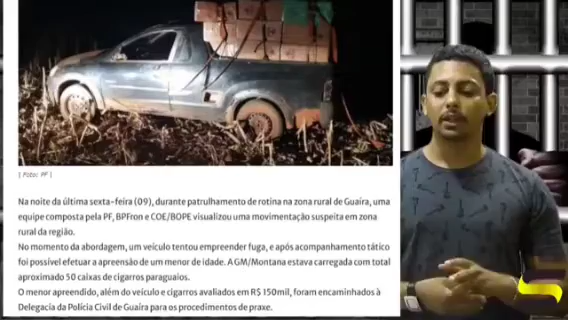 | Foto: PF |
Na noite da última sexta-feira (09), durante patrulhamento de rotina na zona rural de Guaíra, uma
equipe composta pela PF, BPFron e COE/BOPE visualizou uma movimentação suspeita em zona
rural da região.
No momento da abordagem, um veículo tentou empreender fuga, e após acompanhamento tático
foi possível efetuar a apreensão de um menor de idade. A GM/Montana estava carregada com total
aproximado 50 caixas de cigarros paraguaios.
O menor apreendido, além do veículo e cigarros avaliados em R$ 150mil, foram encaminhados à
Delegacia da Polícia Civil de Guaíra para os procedimentos de praxe.